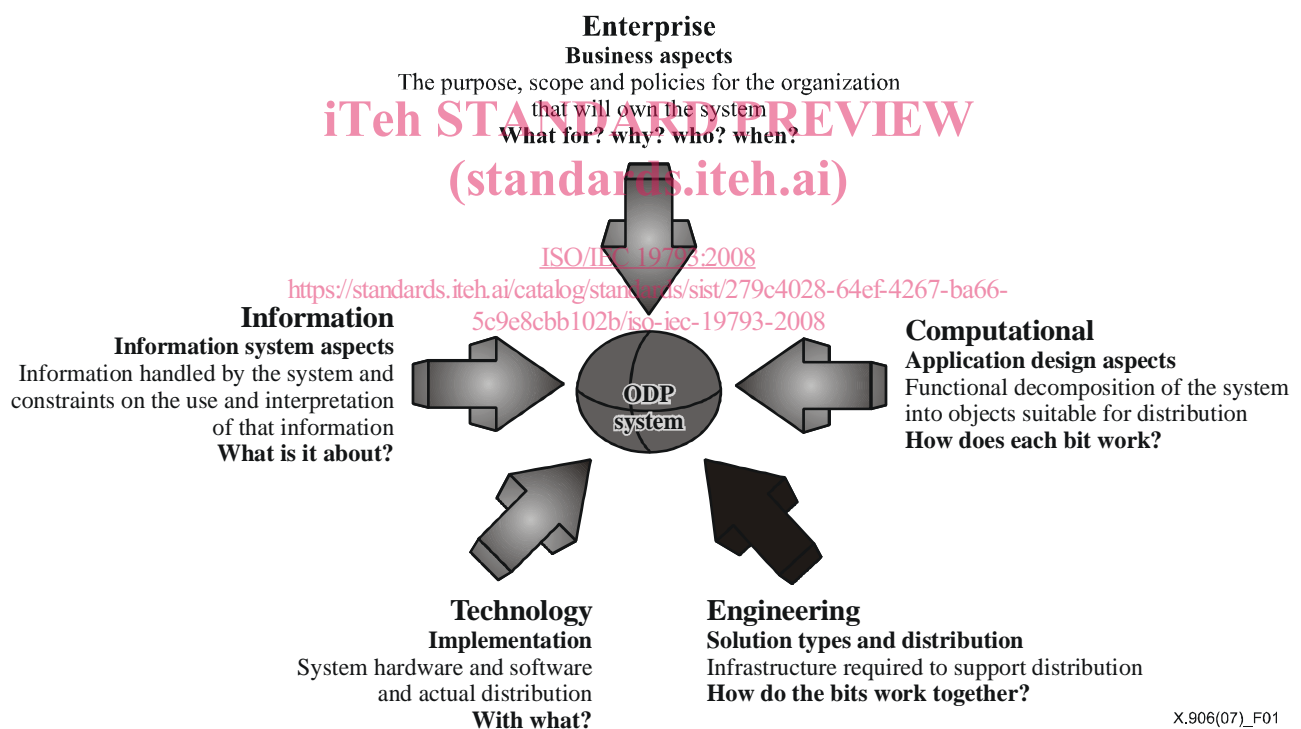 Enterprise
Business aspects
The purpose, scope and policies for the organization
that will own the system
What for? why? who? when?
iTeh STANDARD PREVIEW
(standards.iteh.ai)
ISO/IEC 19793:2008
https://standards.iteh.ai/catalog/standards/sist/279c4028-64ef-4267-ba66-
5c9e8cbb102b/iso-iec-19793-2008
Information
Information system aspects
Information handled by the system and
constraints on the use and interpretation
of that information
What is it about?
ODP
system
Computational
Application design aspects
Functional decomposition of the system
into objects suitable for distribution
How does each bit work?
Technology
Implementation
System hardware and software
and actual distribution
With what?
Engineering
Solution types and distribution
Infrastructure required to support distribution
How do the bits work together?
X.906(07)_F01